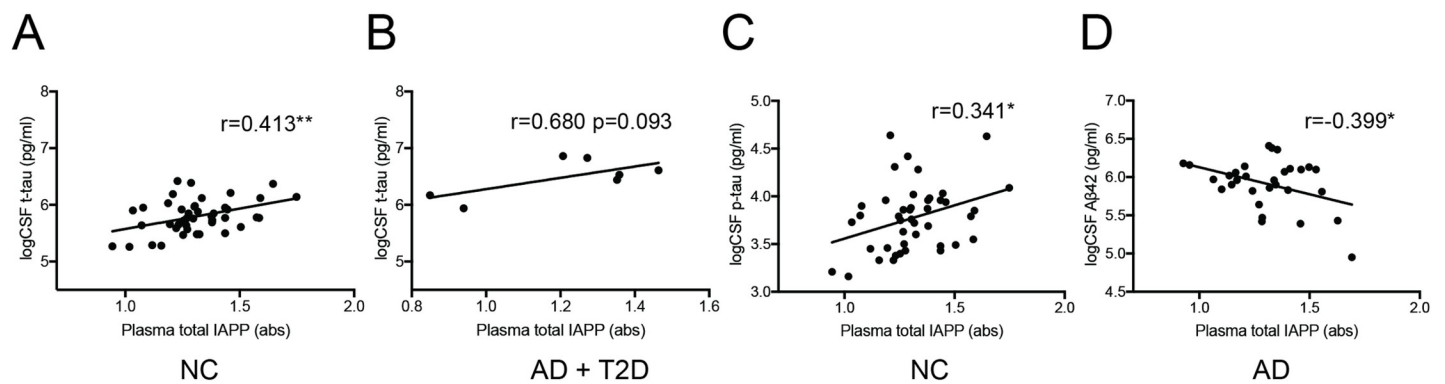 A
B
C
D
logCSF t-tau (pg/ml)
8
7
6
5
r=0.413**
1.0
1.5
2.0
Plasma total IAPP (abs)
NC
logCSF t-tau (pg/ml)
8
7
6
5
r=0.680 p=0.093
0.8
1.0
1.2
1.4
1.6
Plasma total IAPP (abs)
AD + T2D
logCSF p-tau (pg/ml)
5.0
4.5
4.0
3.5
3.0
r=0.341*
1.0
1.5
2.0
Plasma total IAPP (abs)
NC
logCSF Aβ42 (pg/ml)
7.0
6.5
6.0
5.5
5.0
4.5
r=-0.399*
1.0
1.5
2.0
Plasma total IAPP (abs)
AD